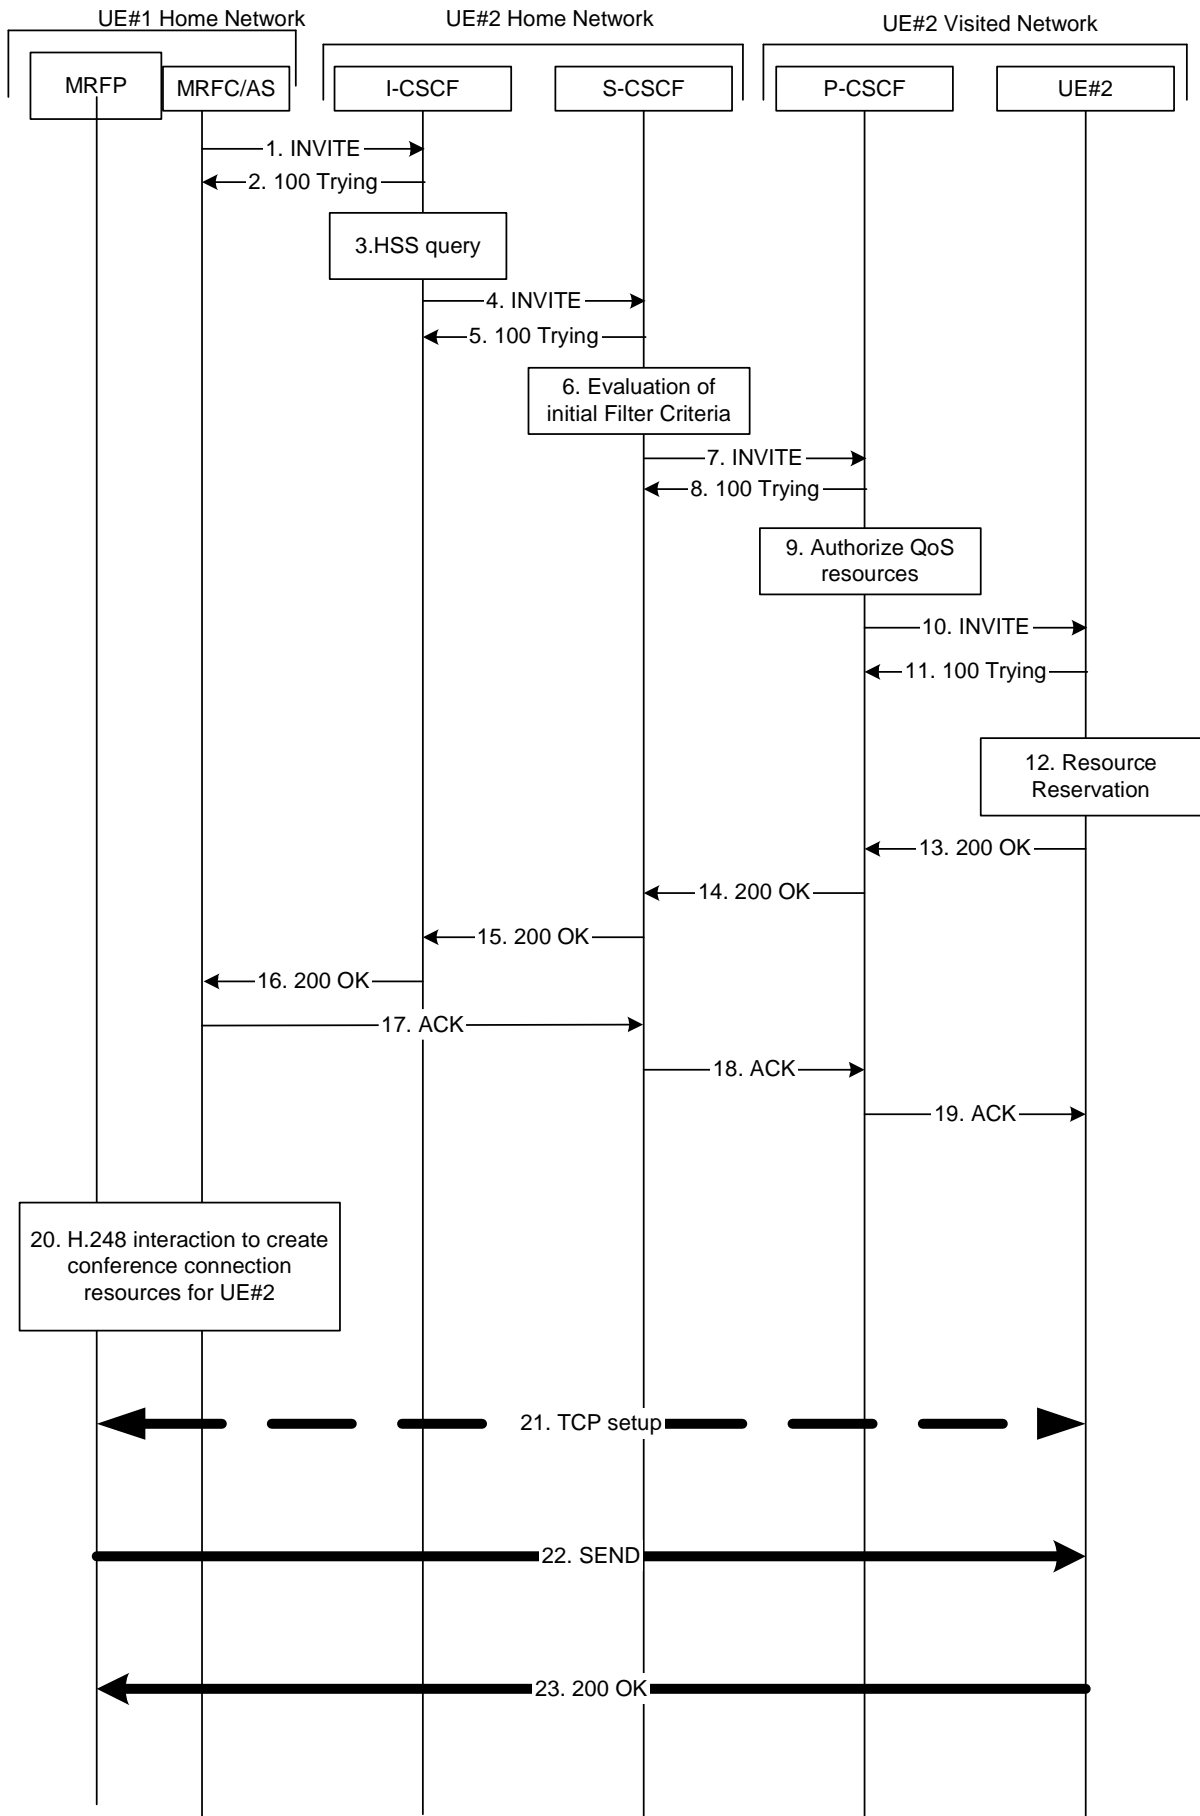 UE#1 Home Network
UE#2 Home Network
UE#2 Visited Network
MRFP
MRFC/AS
I-CSCF
S-CSCF
P-CSCF
UE#2
1. INVITE
2. 100 Trying
3.HSS query
4. INVITE
5. 100 Trying
6. Evaluation of
initial Filter Criteria
7. INVITE
8. 100 Trying
9. Authorize QoS
resources
10. INVITE
11. 100 Trying
12. Resource
Reservation
13. 200 OK
14. 200 OK
15. 200 OK
16. 200 OK
17. ACK
18. ACK
19. ACK
20. H.248 interaction to create
conference connection
resources for UE#2
21. TCP setup
22. SEND
23. 200 OK